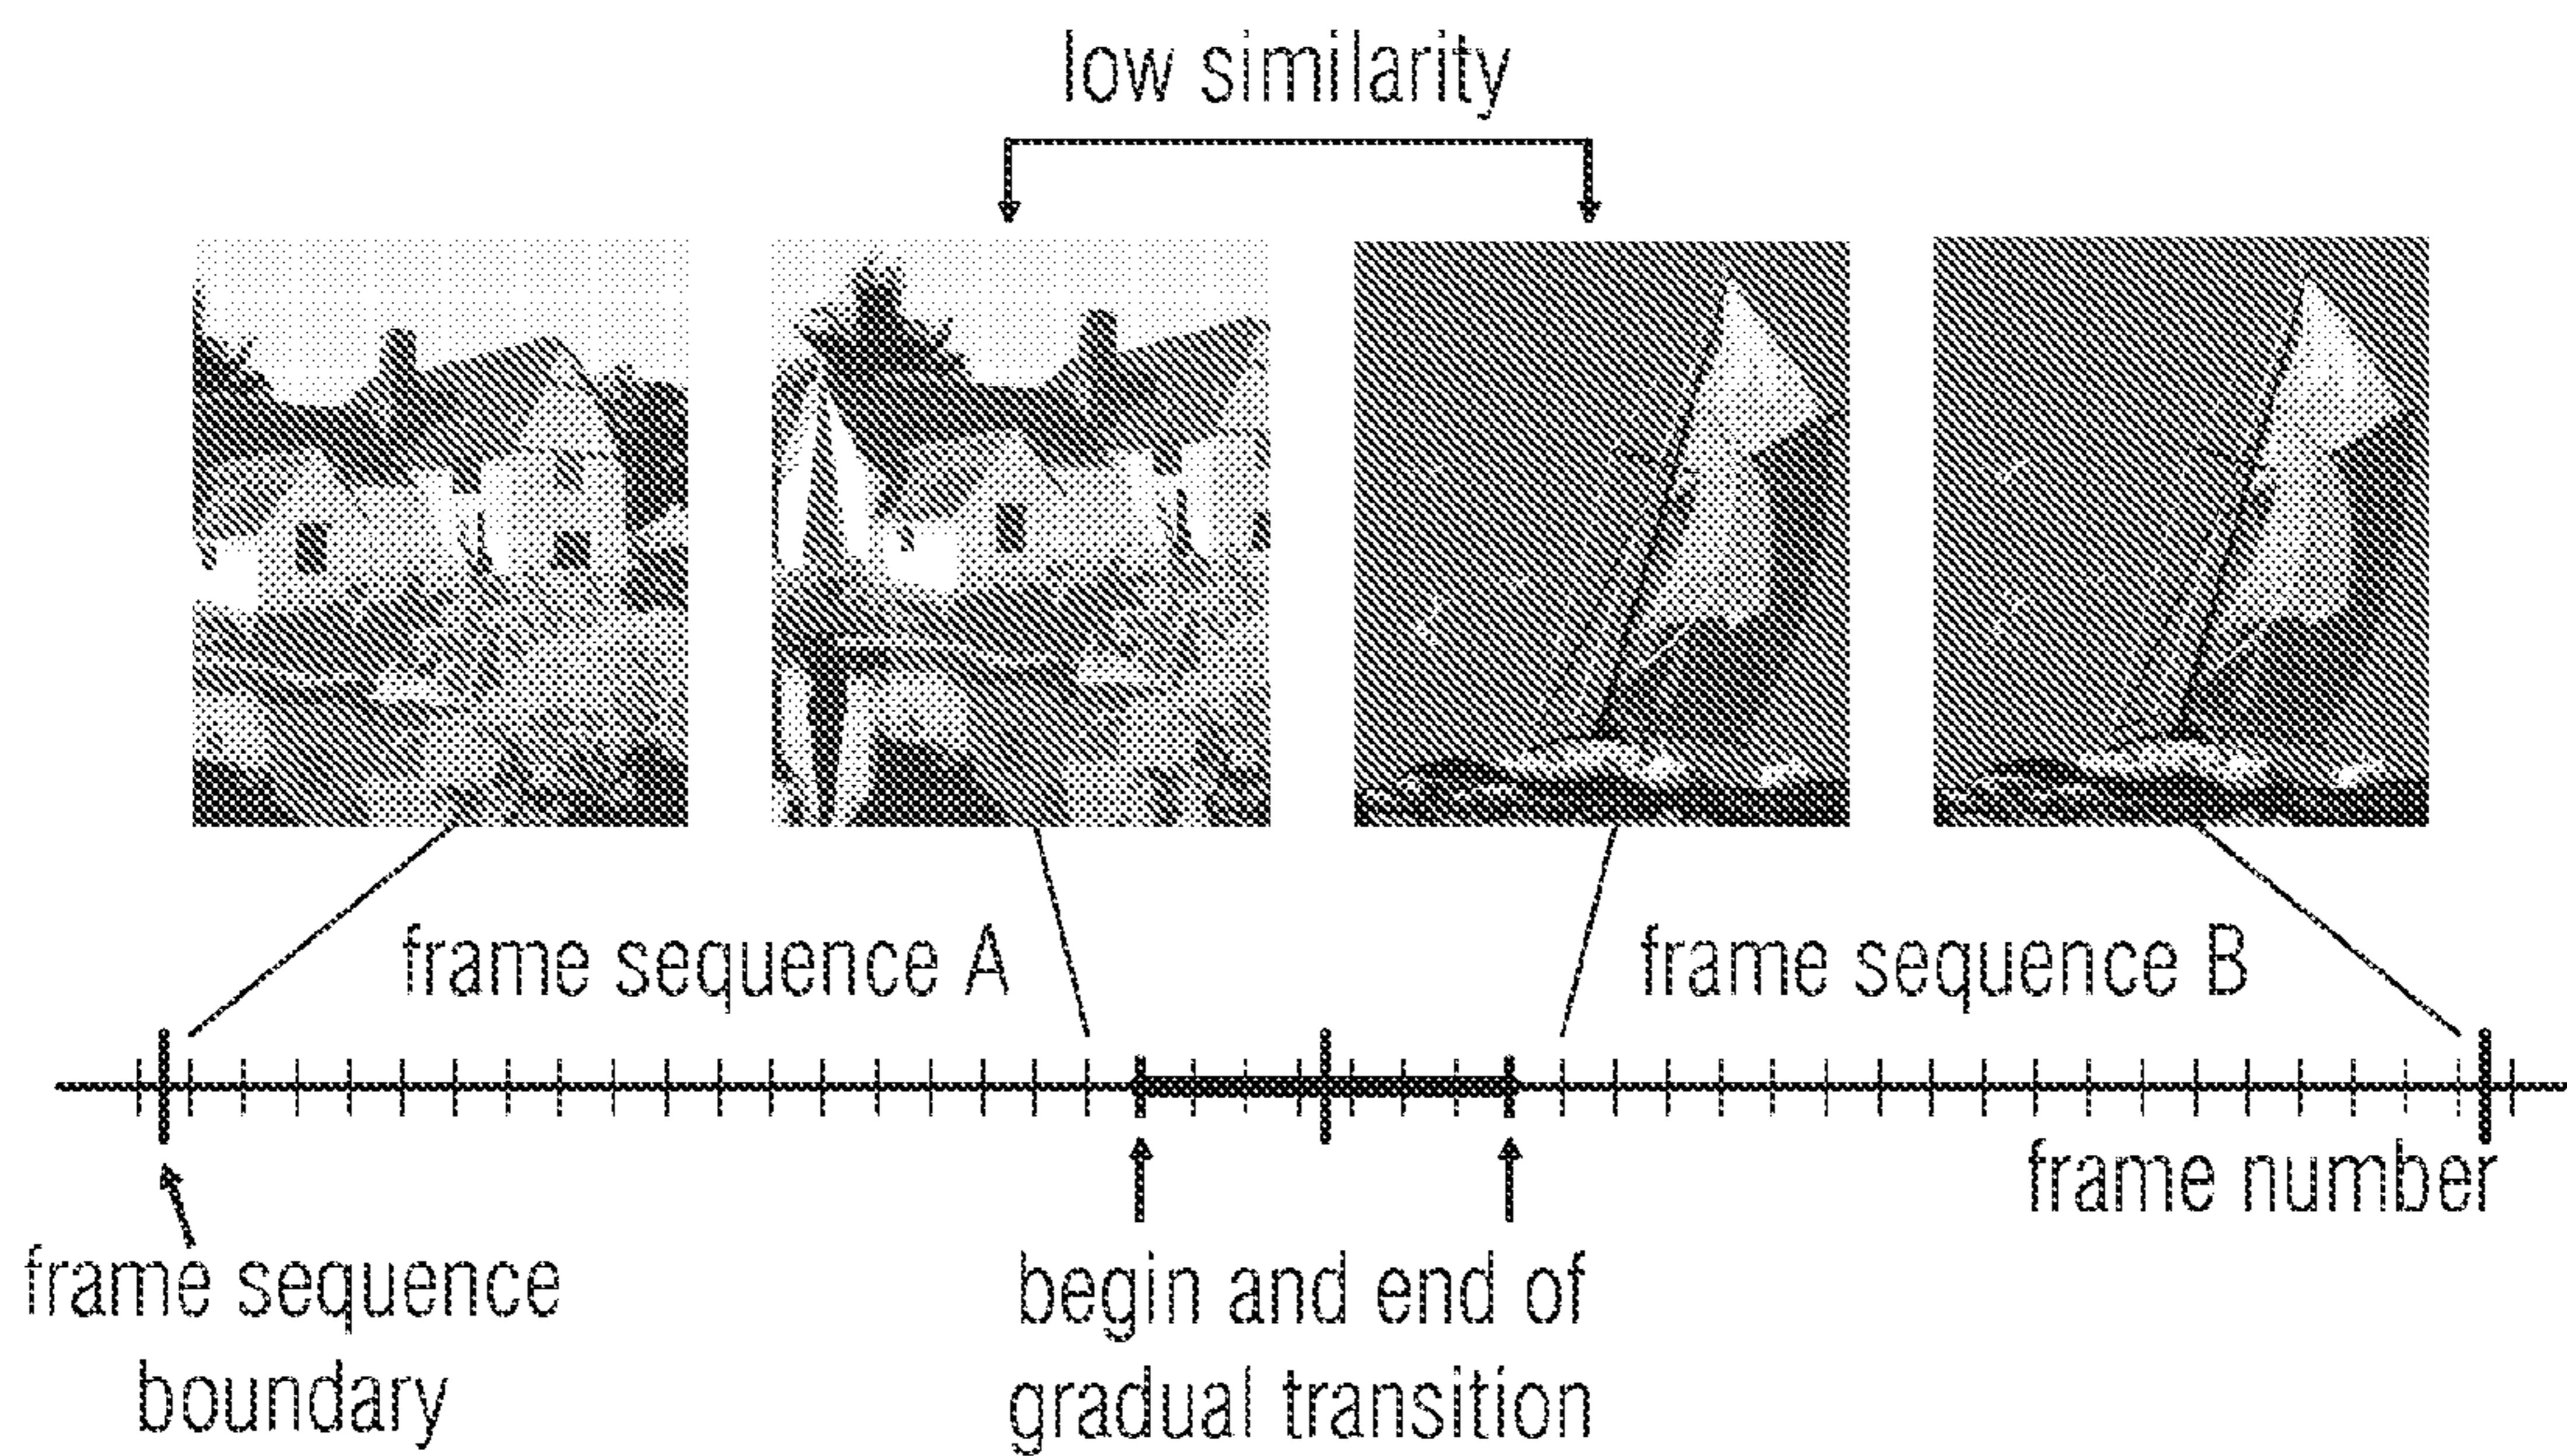 low similarity
frame sequence A
frame sequence B
frame number
frame sequence
boundary
begin and end of
gradual transition